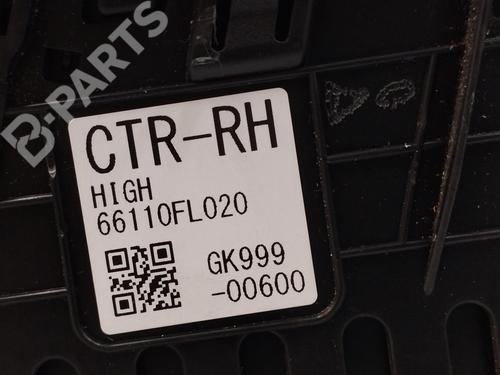 B-PARTS
CTR-RH
HIGH
66110FL020
GK999
-00600